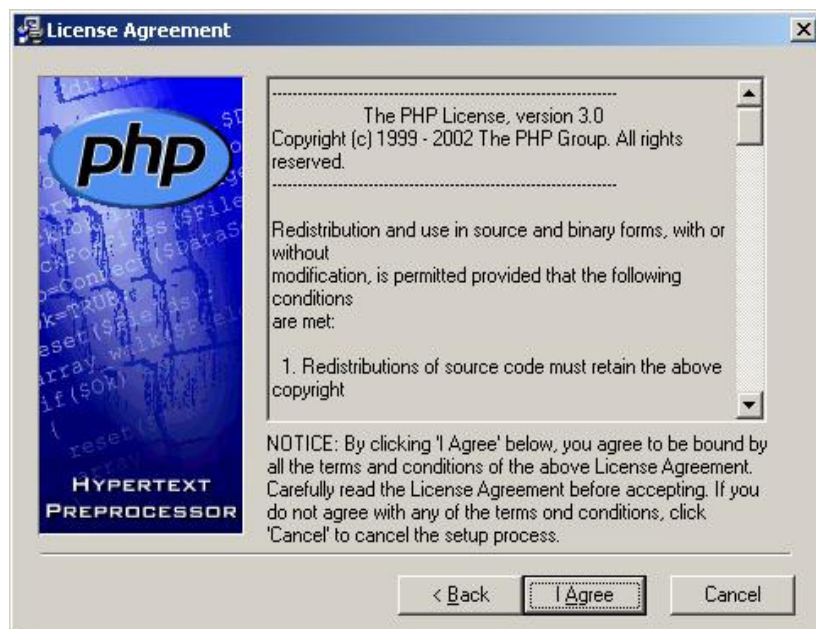 License Agreement
php
HYPERTEXT
PREPROCESSOR
The PHP License, version 3.0
Copyright (c) 1999 - 2002 The PHP Group. All rights
reserved.
Redistribution and use in source and binary forms, with or
without
modification, is permitted provided that the following
conditions
are met:
1. Redistributions of source code must retain the above
copyright
NOTICE: By clicking 'I Agree' below, you agree to be bound by
all the terms and conditions of the above License Agreement.
Carefully read the License Agreement before accepting. If you
do not agree with any of the terms ond conditions, click
'Cancel' to cancel the setup process.
< Back
I Agree
Cancel